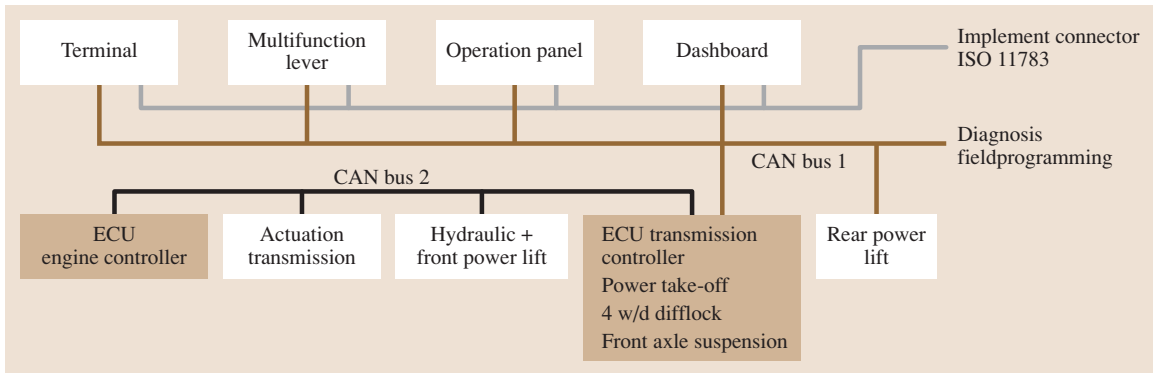 Terminal
Multifunction
lever
Operation panel
Dashboard
Implement connector
ISO 11783
Diagnosis
fieldprogramming
CAN bus 1
CAN bus 2
ECU
engine controller
Actuation
transmission
Hydraulic +
front power lift
ECU transmission
controller
Power take-off
4 w/d difflock
Front axle suspension
Rear power
lift